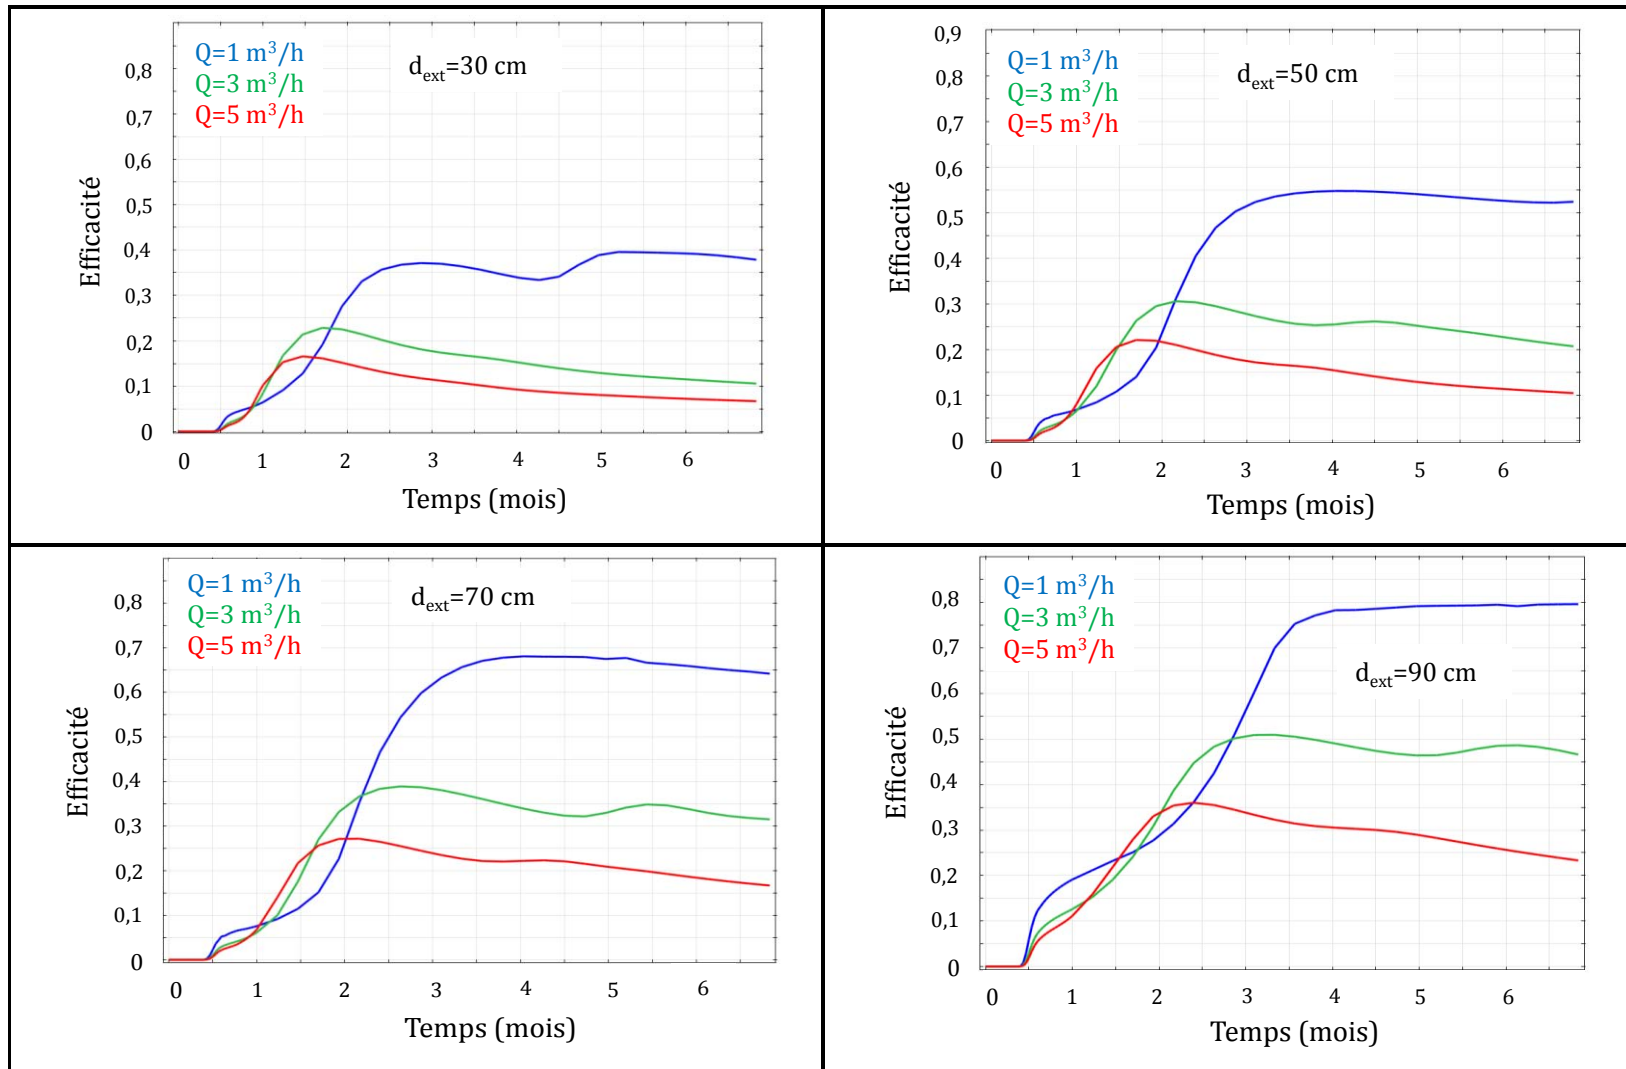 Q=1 m³/h
Q=3 m³/h
Q=5 m³/h
dext=30 cm
0,8
0,7
0,6
0,5
0,4
0,3
0,2
0,1
0
Efficacité
0 1 2 3 4 5 6
Temps (mois)
Q=1 m³/h
Q=3 m³/h
Q=5 m³/h
dext=50 cm
0,9
0,8
0,7
0,6
0,5
0,4
0,3
0,2
0,1
0
Efficacité
0 1 2 3 4 5 6
Temps (mois)
Q=1 m³/h
Q=3 m³/h
Q=5 m³/h
dext=70 cm
0,8
0,7
0,6
0,5
0,4
0,3
0,2
0,1
0
Efficacité
0 1 2 3 4 5 6
Temps (mois)
Q=1 m³/h
Q=3 m³/h
Q=5 m³/h
dext=90 cm
0,8
0,7
0,6
0,5
0,4
0,3
0,2
0,1
0
Efficacité
0 1 2 3 4 5 6
Temps (mois)